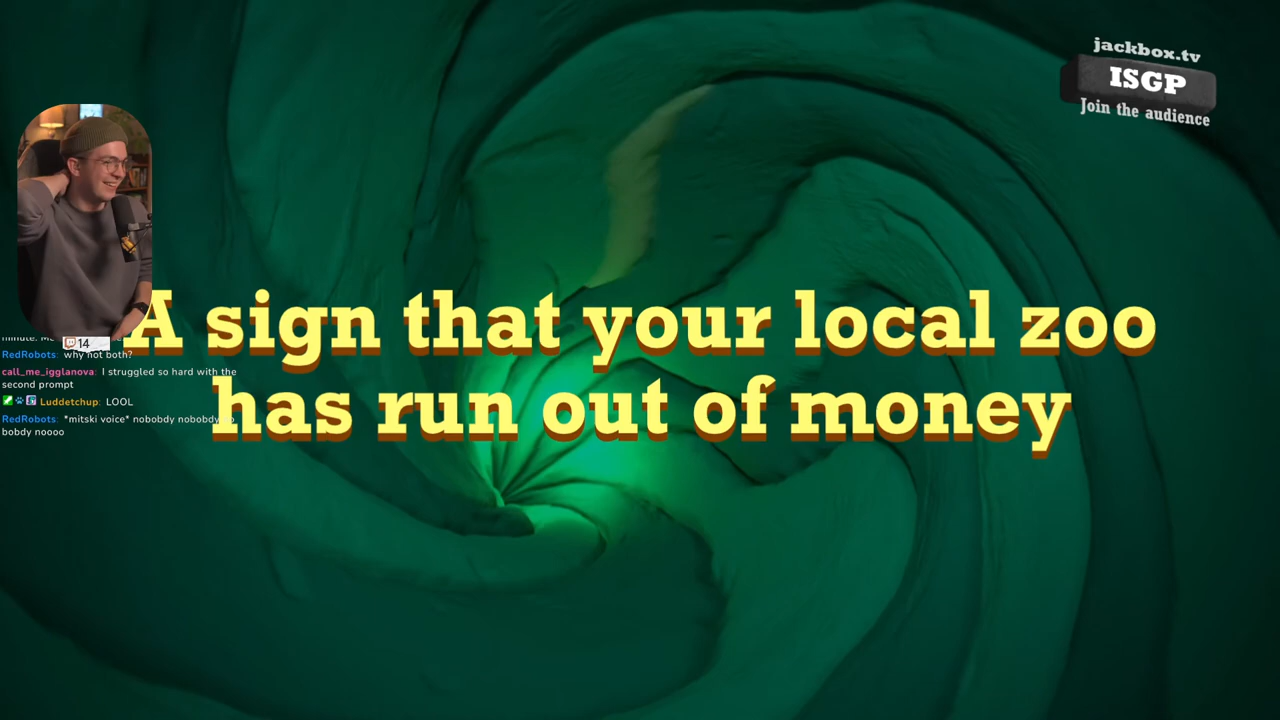 jackbox.tv
ISGP
Join the audience
A sign that your local zoo
has run out of money
14
RedRobots: why not both?
call_me_igglanova: I struggled so hard with the
second prompt
Luddetchup: LOOL
RedRobots: *mitski voice* nobobdy nobobdy
bobdy noooo